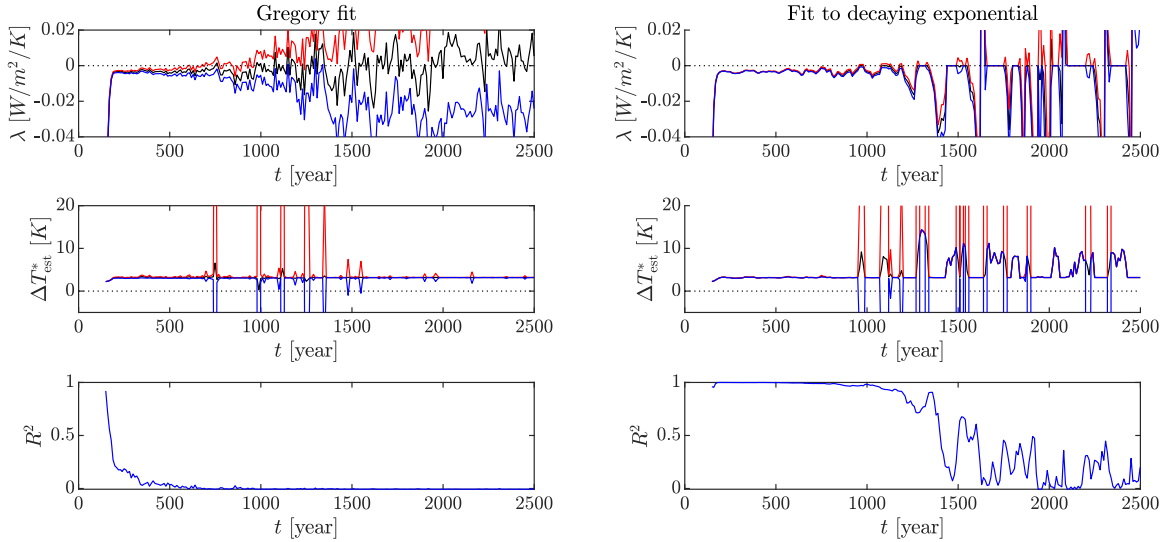 Gregory fit
0.02
0
-0.02
-0.04
λ [W/m²/K]
0 500 1000 1500 2000 2500
t [year]
20
10
0
ΔT*est [K]
0 500 1000 1500 2000 2500
t [year]
1
0.5
0
R²
0 500 1000 1500 2000 2500
t [year]
Fit to decaying exponential
0.02
0
-0.02
-0.04
λ [W/m²/K]
0 500 1000 1500 2000 2500
t [year]
20
10
0
ΔT*est [K]
0 500 1000 1500 2000 2500
t [year]
1
0.5
0
R²
0 500 1000 1500 2000 2500
t [year]